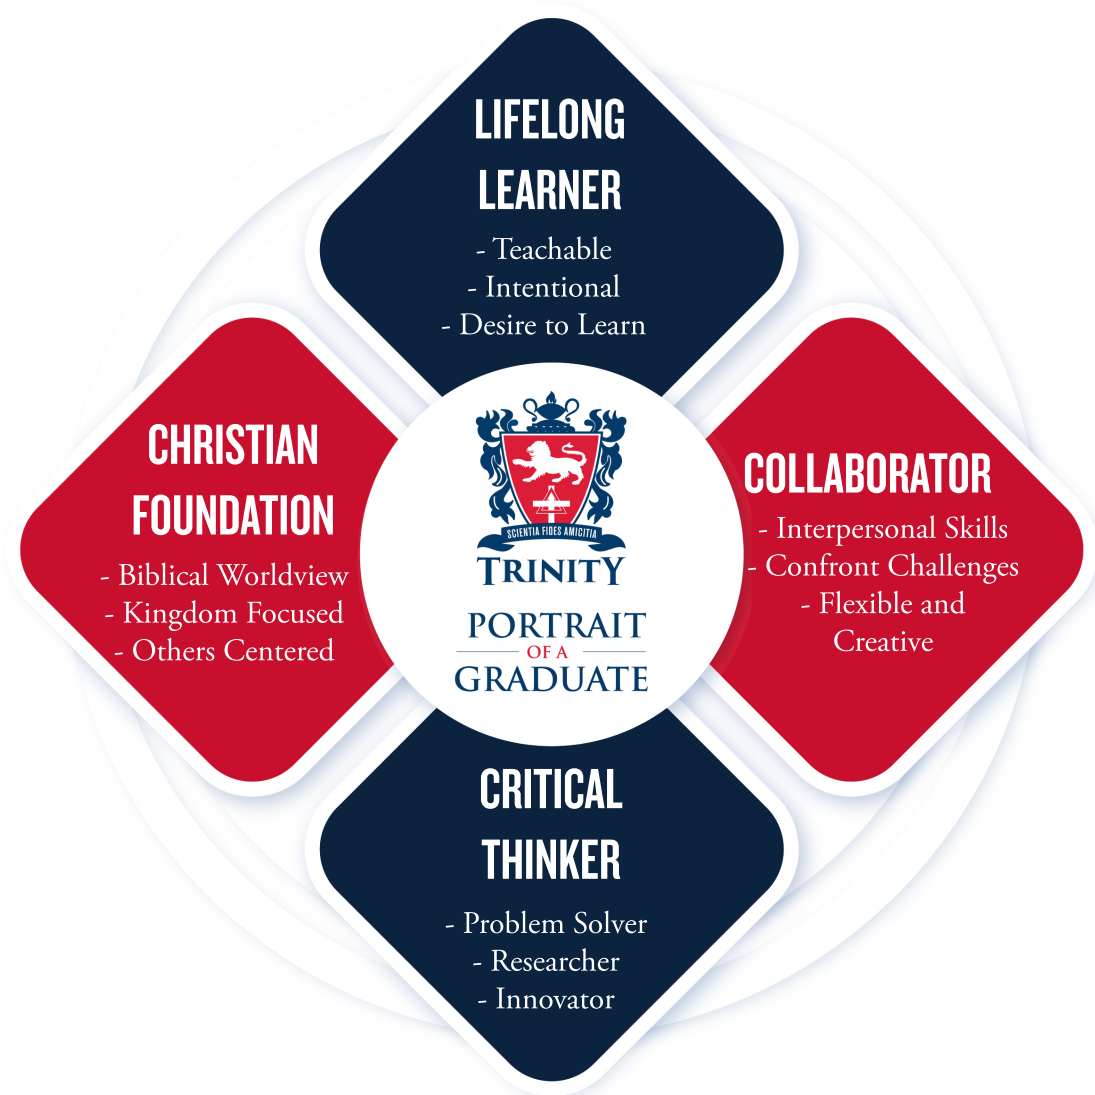 LIFELONG
LEARNER
- Teachable
- Intentional
- Desire to Learn
CHRISTIAN
FOUNDATION
- Biblical Worldview
- Kingdom Focused
- Others Centered
SCIENTIA FIDES AMICITIA
TRINITY
PORTRAIT
OF A
GRADUATE
COLLABORATOR
- Interpersonal Skills
- Confront Challenges
- Flexible and
Creative
CRITICAL
THINKER
- Problem Solver
- Researcher
- Innovator